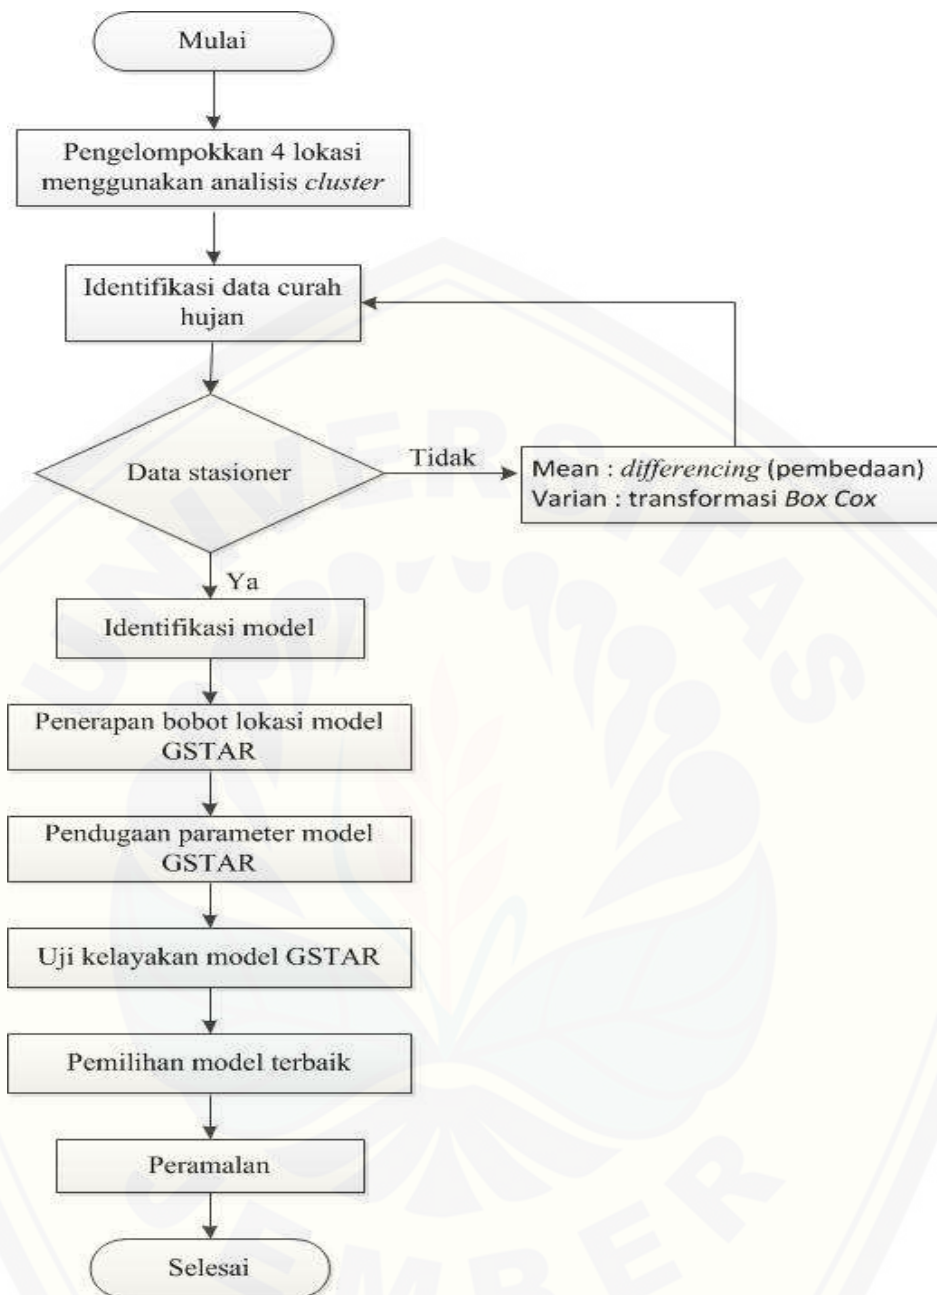 Mulai
Pengelompokkan 4 lokasi
menggunakan analisis cluster
Identifikasi data curah
hujan
Data stasioner
Tidak
Mean : differencing (pembedaan)
Varian : transformasi Box Cox
Ya
Identifikasi model
Penerapan bobot lokasi model
GSTAR
Pendugaan parameter model
GSTAR
Uji kelayakan model GSTAR
Pemilihan model terbaik
Peramalan
Selesai
UNIVERSITAS
JEMBER